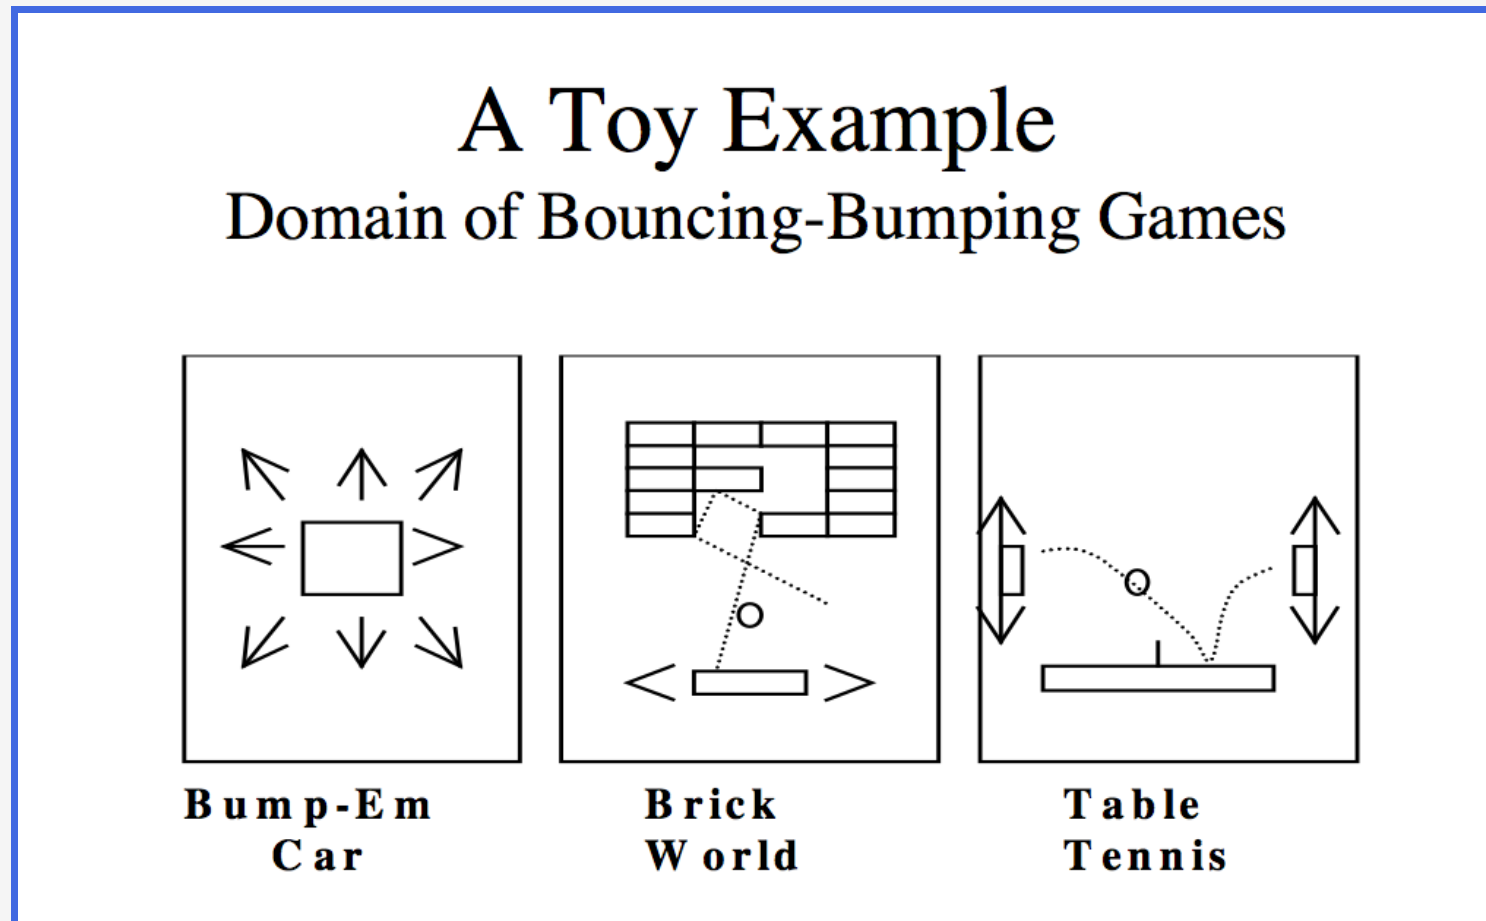 A Toy Example
Domain of Bouncing-Bumping Games
Bump-Em
Car
Brick
World
Table
Tennis